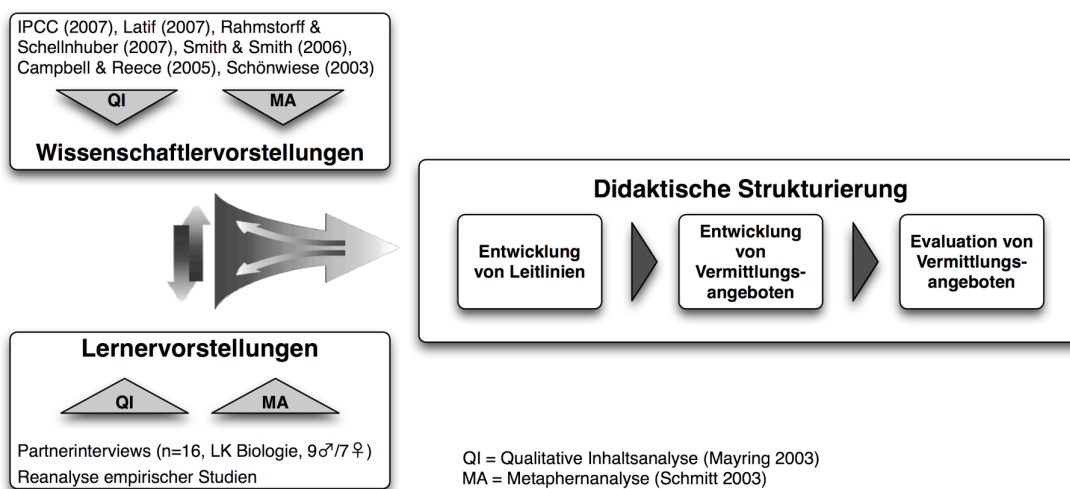 IPCC (2007), Latif (2007), Rahmstorff &
Schellnhuber (2007), Smith & Smith (2006),
Campbell & Reece (2005), Schönwiese (2003)
QI
MA
Wissenschaftlervorstellungen
Lernervorstellungen
QI
MA
Partnerinterviews (n=16, LK Biologie, 9♂/7♀)
Reanalyse empirischer Studien
Didaktische Strukturierung
Entwicklung
von Leitlinien
Entwicklung
von
Vermittlungs-
angeboten
Evaluation von
Vermittlungs-
angeboten
QI = Qualitative Inhaltsanalyse (Mayring 2003)
MA = Metaphernanalyse (Schmitt 2003)